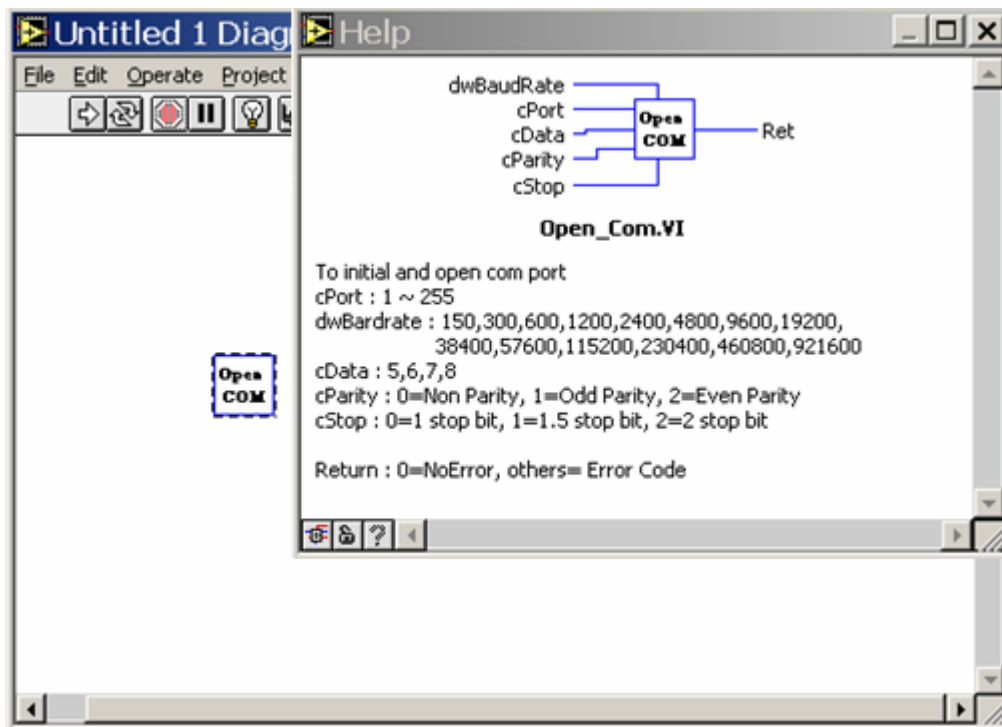 Untitled 1 Diag
File Edit Operate Project
Open
COM
Help
dwBaudRate
cPort
cData
cParity
cStop
Open
COM
Ret
Open_Com.VI
To initial and open com port
cPort : 1 ~ 255
dwBardrate : 150,300,600,1200,2400,4800,9600,19200,
38400,57600,115200,230400,460800,921600
cData : 5,6,7,8
cParity : 0=Non Parity, 1=Odd Parity, 2=Even Parity
cStop : 0=1 stop bit, 1=1.5 stop bit, 2=2 stop bit
Return : 0=NoError, others= Error Code
?